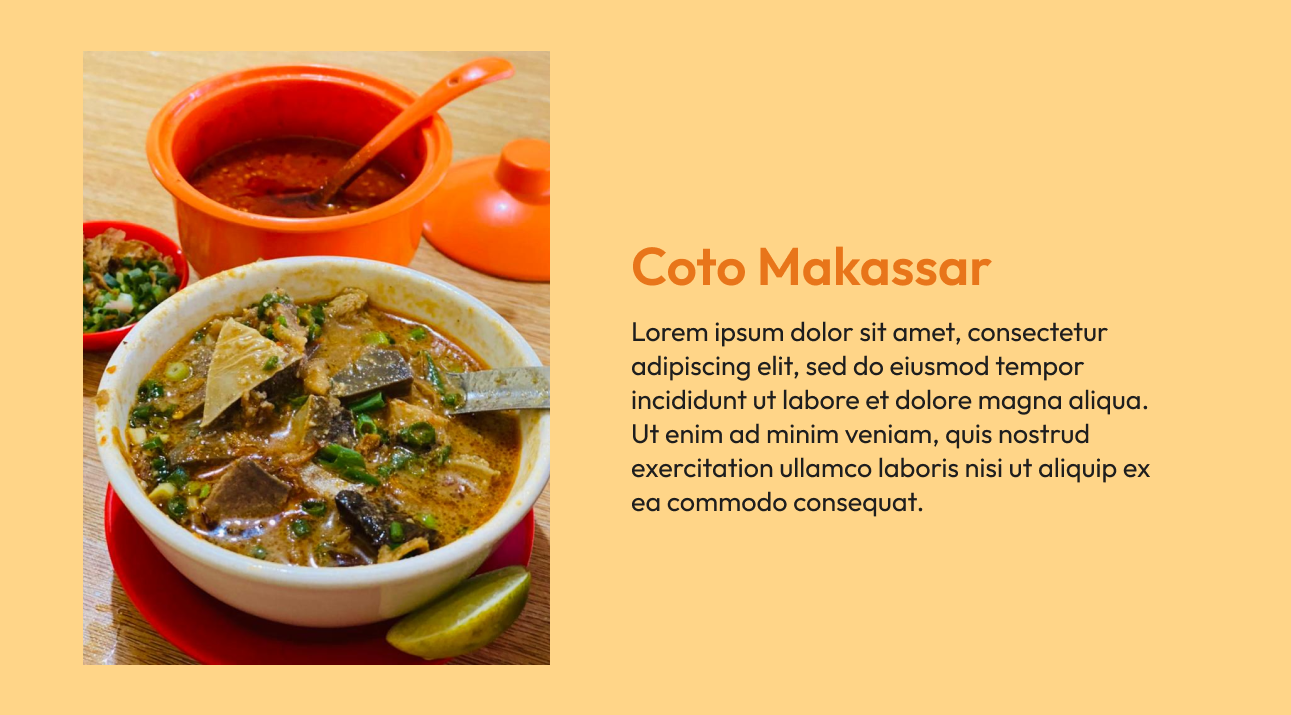 Coto Makassar
Lorem ipsum dolor sit amet, consectetur
adipiscing elit, sed do eiusmod tempor
incididunt ut labore et dolore magna aliqua.
Ut enim ad minim veniam, quis nostrud
exercitation ullamco laboris nisi ut aliquip ex
ea commodo consequat.